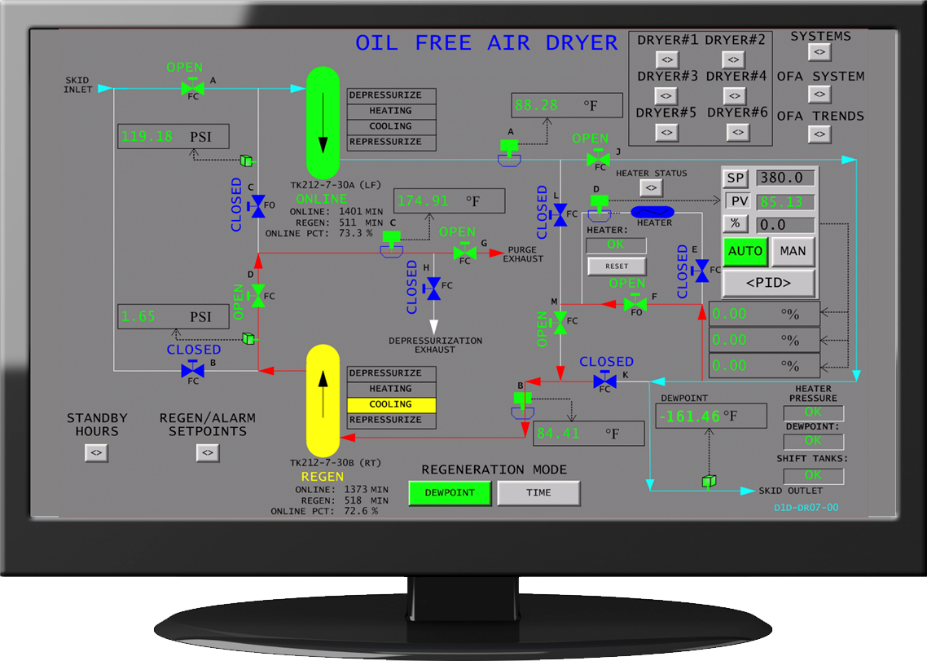 OIL FREE AIR DRYER
DRYER#1 DRYER#2
<> <>
DRYER#3 DRYER#4
<> <>
DRYER#5 DRYER#6
<> <>
SYSTEMS
<>
OFA SYSTEM
<>
OFA TRENDS
<>
SKID
INLET
OPEN
A
FC
119.18 PSI
CLOSED
C
FO
DEPRESSURIZE
HEATING
COOLING
REPRESSURIZE
TK212-7-30A (LF)
ONLINE
ONLINE: 1401 MIN
REGEN: 511 MIN
ONLINE PCT: 73.3 %
88.28 °F
A
OPEN
J
FC
174.91 °F
C
OPEN
G
FC
PURGE
EXHAUST
CLOSED
H
FC
DEPRESSURIZATION
EXHAUST
CLOSED
L
FC
D
HEATER STATUS
<>
HEATER
HEATER:
OK
RESET
CLOSED
E
FC
OPEN
F
FO
SP 380.0
PV 85.13
% 0.0
AUTO MAN
<PID>
0.00 °%
0.00 °%
0.00 °%
D
OPEN
FC
1.65 PSI
CLOSED
B
FC
M
OPEN
FC
CLOSED
K
FC
B
84.41 °F
DEPRESSURIZE
HEATING
COOLING
REPRESSURIZE
TK212-7-30B (RT)
REGEN
ONLINE: 1373 MIN
REGEN: 518 MIN
ONLINE PCT: 72.6 %
STANDBY
HOURS
<>
REGEN/ALARM
SETPOINTS
<>
REGENERATION MODE
DEWPOINT TIME
DEWPOINT
-161.46 °F
SKID OUTLET
HEATER
PRESSURE
OK
DEWPOINT:
OK
SHIFT TANKS:
OK
D1D-DR07-00